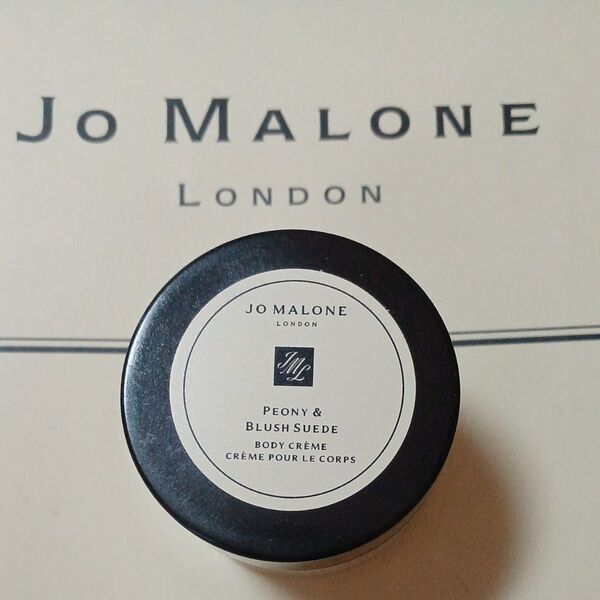 JO MALONE
LONDON
JO MALONE
LONDON
JML
PEONY &
BLUSH SUEDE
BODY CRÈME
CRÈME POUR LE CORPS